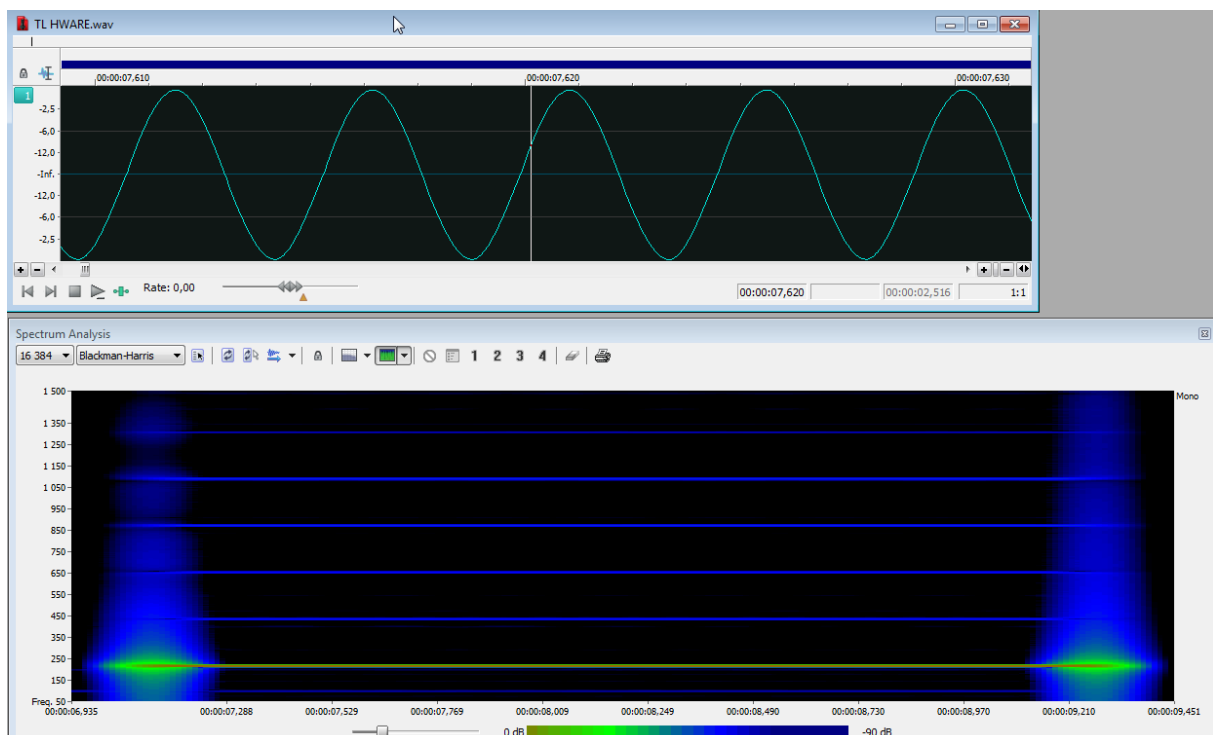 TL HWARE.wav
00:00:07,610 00:00:07,620 00:00:07,630
1
-2,5
-6,0
-12,0
-Inf.
-12,0
-6,0
-2,5
Rate: 0,00
00:00:07,620 00:00:02,516 1:1
Spectrum Analysis
16 384 Blackman-Harris 1 2 3 4
1 500
Mono
1 350
1 250
1 150
1 050
950
850
750
650
550
450
350
250
150
Freq. 50
00:00:06,935 00:00:07,288 00:00:07,529 00:00:07,769 00:00:08,009 00:00:08,249 00:00:08,490 00:00:08,730 00:00:08,970 00:00:09,210 00:00:09,451
0 dB -90 dB